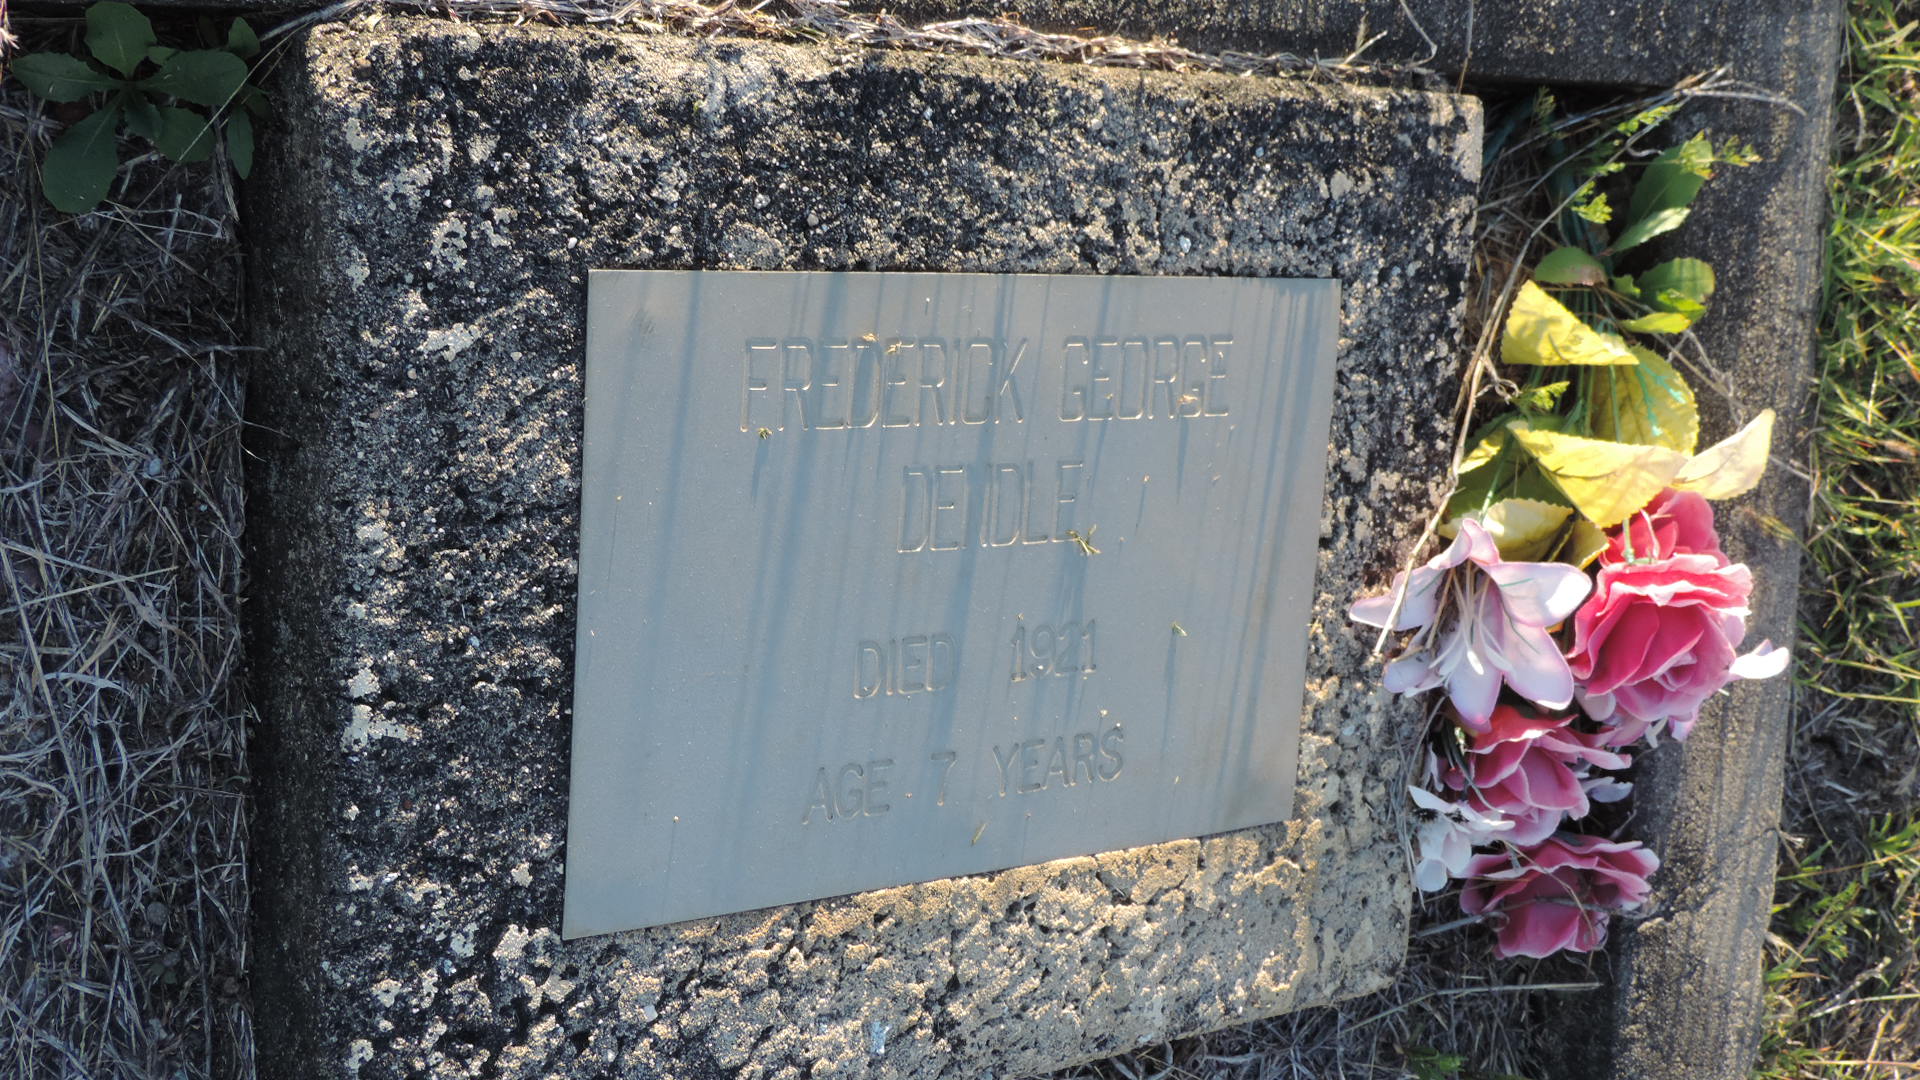 FREDERICK GEORGE
DENDLE
DIED 1921
AGE 7 YEARS